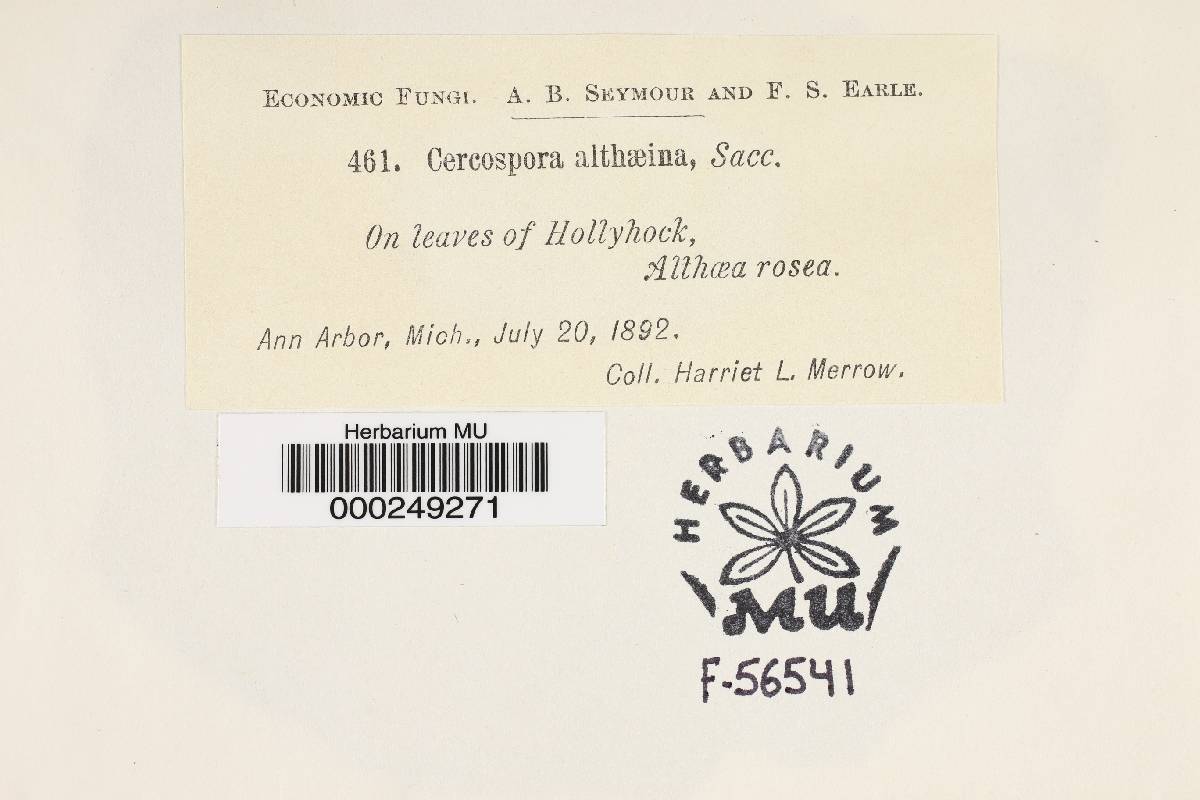 Economic Fungi. A. B. Seymour and F. S. Earle.
461. Cercospora althæina, Sacc.
On leaves of Hollyhock,
Althæa rosea.
Ann Arbor, Mich., July 20, 1892.
Coll. Harriet L. Merrow.
Herbarium MU
000249271
HERBARIUM
MU
F-56541